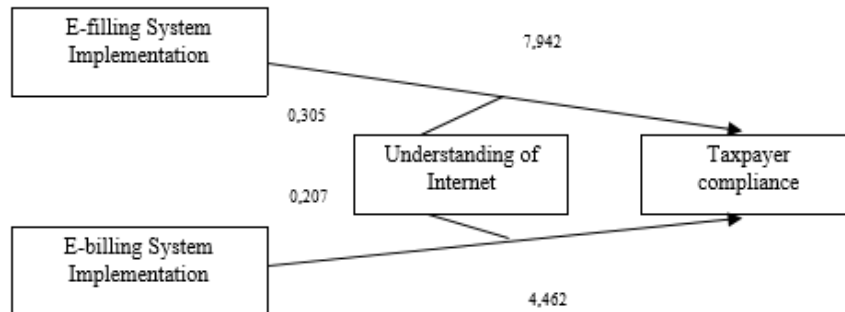 E-filling System
Implementation
7,942
0,305
Understanding of
Internet
Taxpayer
compliance
0,207
E-billing System
Implementation
4,462